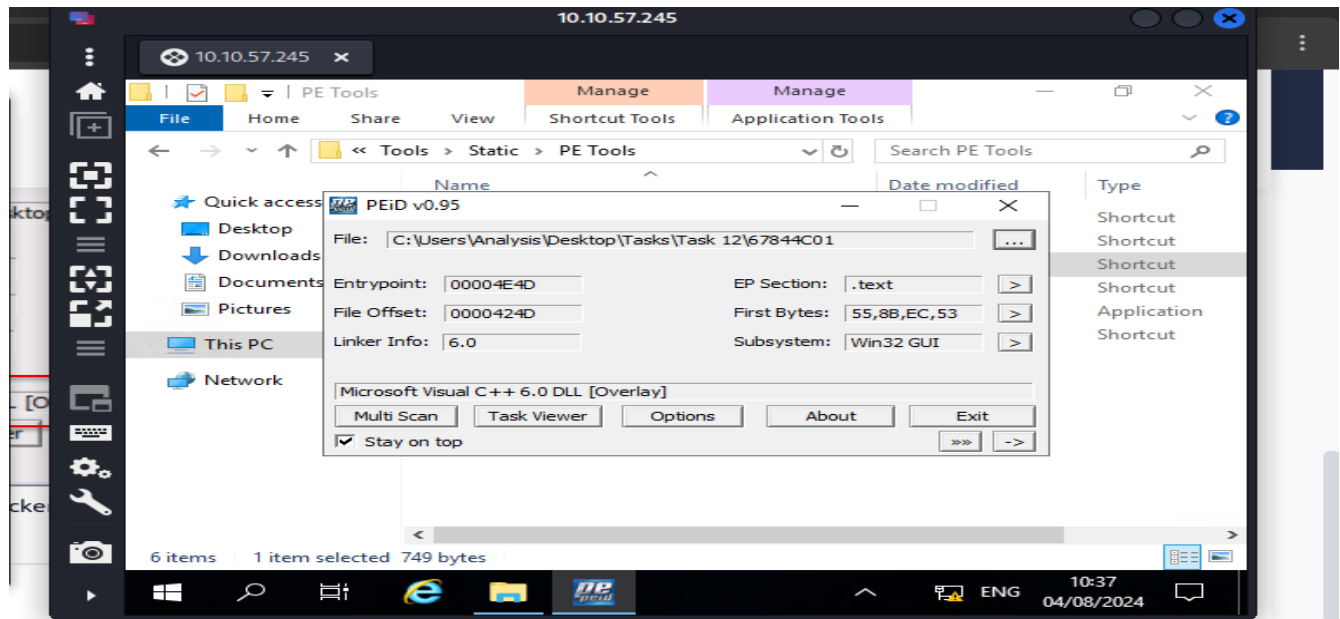 10.10.57.245
10.10.57.245
PE Tools Manage Manage
File Home Share View Shortcut Tools Application Tools
« Tools > Static > PE Tools Search PE Tools
Name Date modified Type
Quick access
Desktop
Downloads
Documents
Pictures
This PC
Network
PEiD v0.95
File: C:\Users\Analysis\Desktop\Tasks\Task 12\67844C01 ...
Entrypoint: 00004E4D EP Section: .text >
File Offset: 0000424D First Bytes: 55,8B,EC,53 >
Linker Info: 6.0 Subsystem: Win32 GUI >
Microsoft Visual C++ 6.0 DLL [Overlay]
Multi Scan Task Viewer Options About Exit
Stay on top »» ->
Shortcut
Shortcut
Shortcut
Shortcut
Application
Shortcut
6 items 1 item selected 749 bytes
ENG 10:37
04/08/2024
sktop
L [O
er
cke